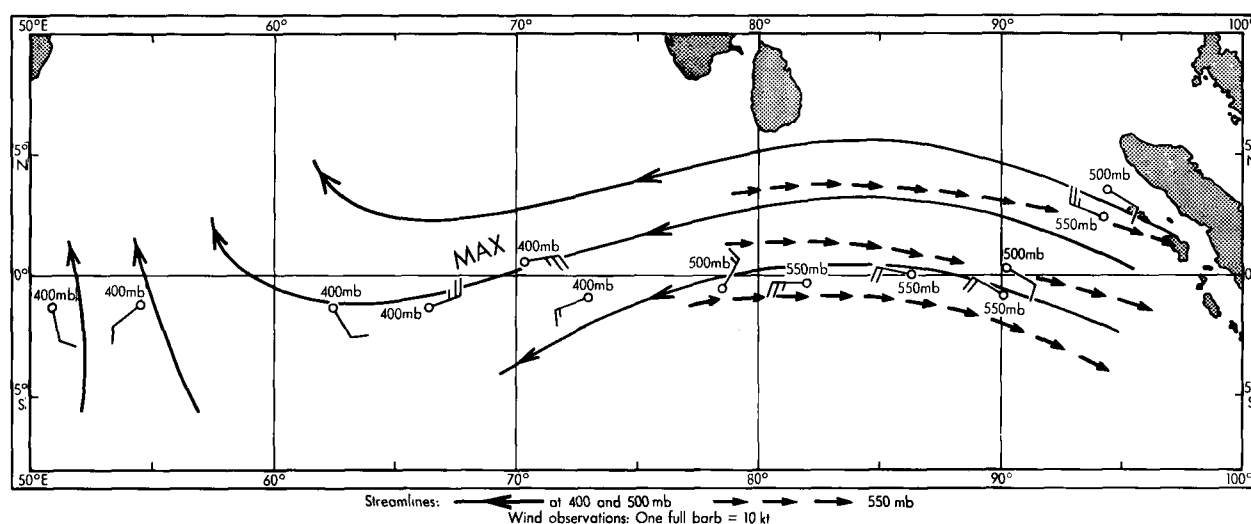 50°E 60° 70° 80° 90° 100°
5° N 5° N
500mb
550mb
MAX 400mb
0° 500mb 550mb 500mb 0°
400mb 400mb 400mb 400mb 400mb 550mb 550mb
5° S. 5° S
50°E 60° 70° 80° 90° 100°
Streamlines: at 400 and 500 mb 550 mb
Wind observations: One full barb = 10 kt